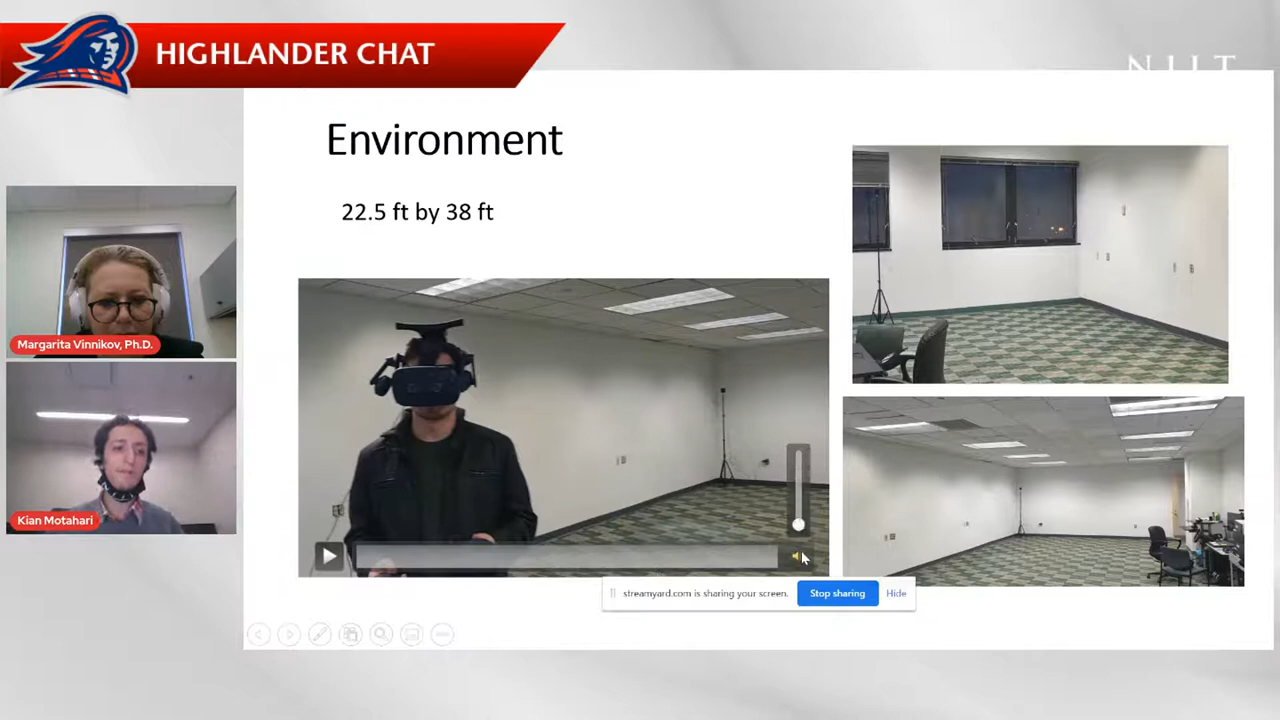 HIGHLANDER CHAT
NJIT
Environment
22.5 ft by 38 ft
Margarita Vinnikov, Ph.D.
Kian Motahari
streamyard.com is sharing your screen.
Stop sharing
Hide